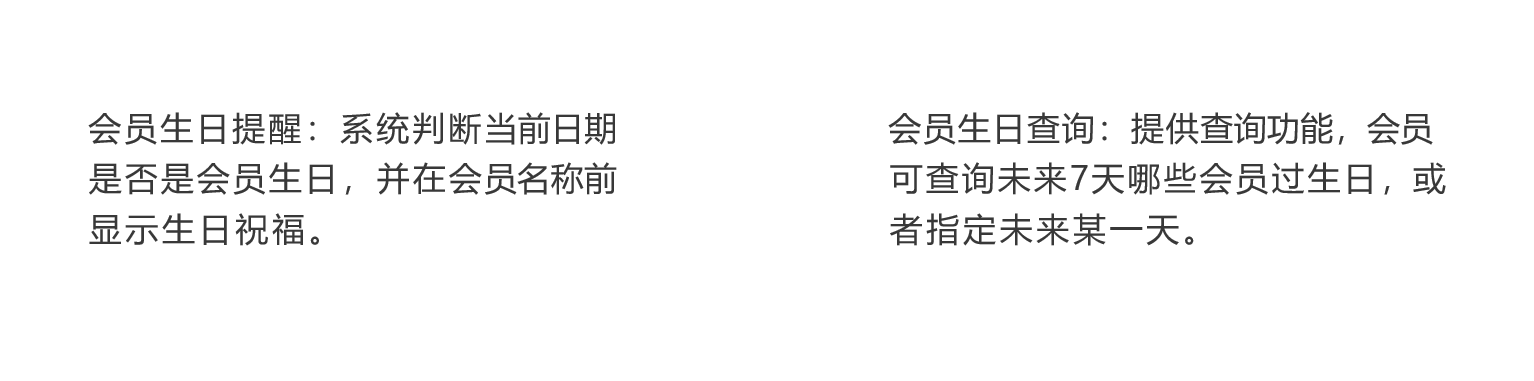 会员生日提醒：系统判断当前日期
是否是会员生日，并在会员名称前
显示生日祝福。
会员生日查询：提供查询功能，会员
可查询未来7天哪些会员过生日，或
者指定未来某一天。